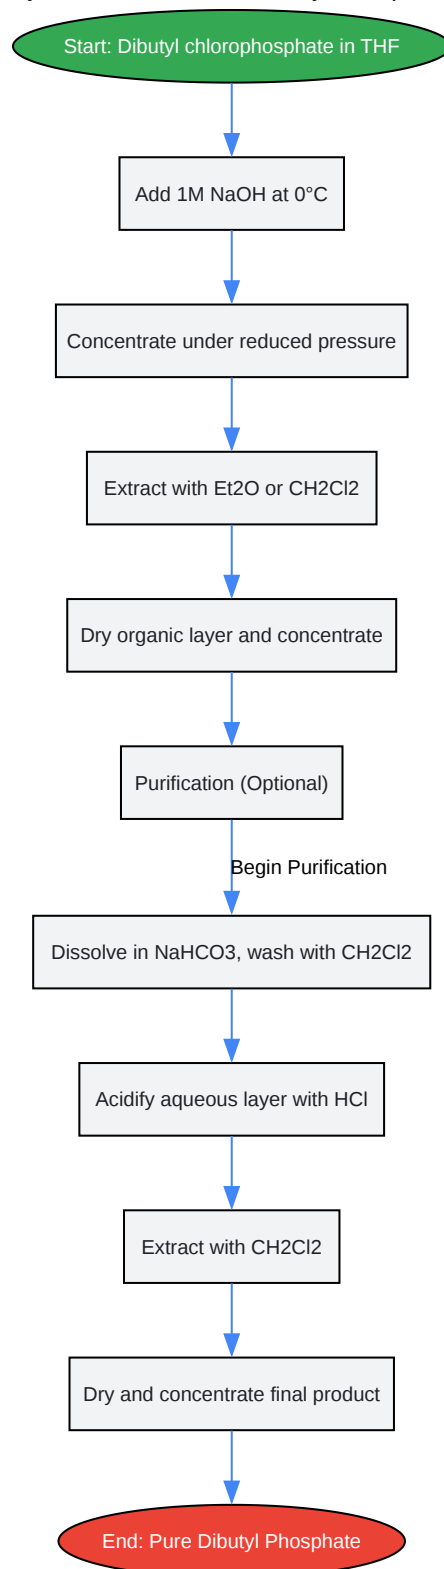 Start: Dibutyl chlorophosphate in THF
Add 1M NaOH at 0°C
Concentrate under reduced pressure
Extract with Et2O or CH2Cl2
Dry organic layer and concentrate
Purification (Optional)
Begin Purification
Dissolve in NaHCO3, wash with CH2Cl2
Acidify aqueous layer with HCl
Extract with CH2Cl2
Dry and concentrate final product
End: Pure Dibutyl Phosphate